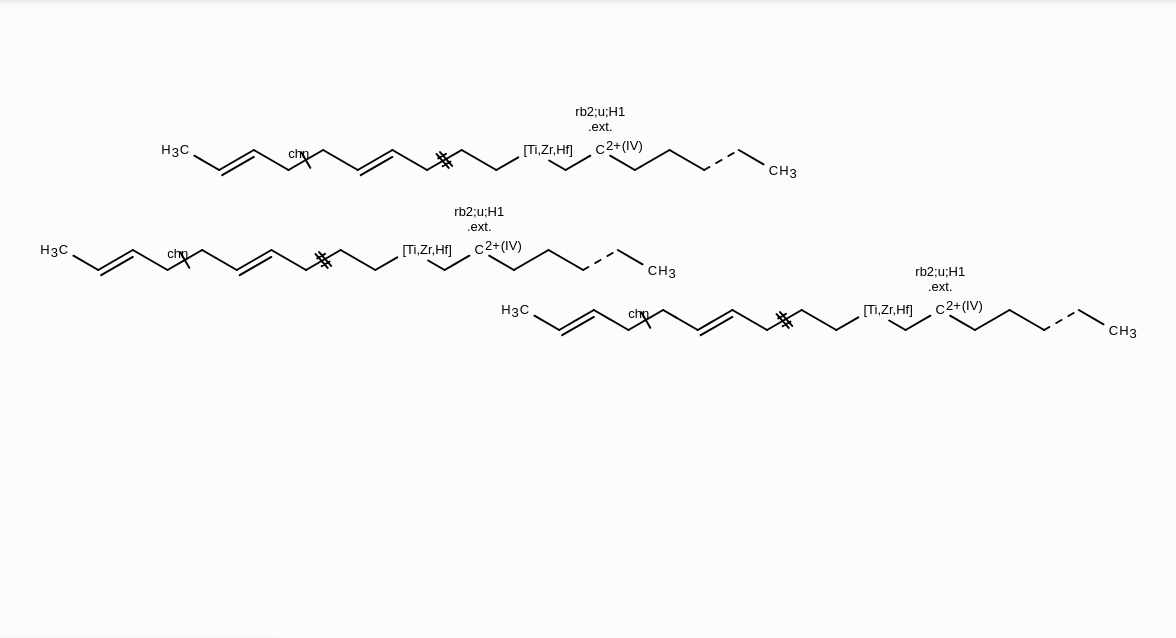 rb2;u;H1
.ext.
H3C chn [Ti,Zr,Hf] C2+(IV) CH3
rb2;u;H1
.ext.
H3C chn [Ti,Zr,Hf] C2+(IV) CH3
rb2;u;H1
.ext.
H3C chn [Ti,Zr,Hf] C2+(IV) CH3